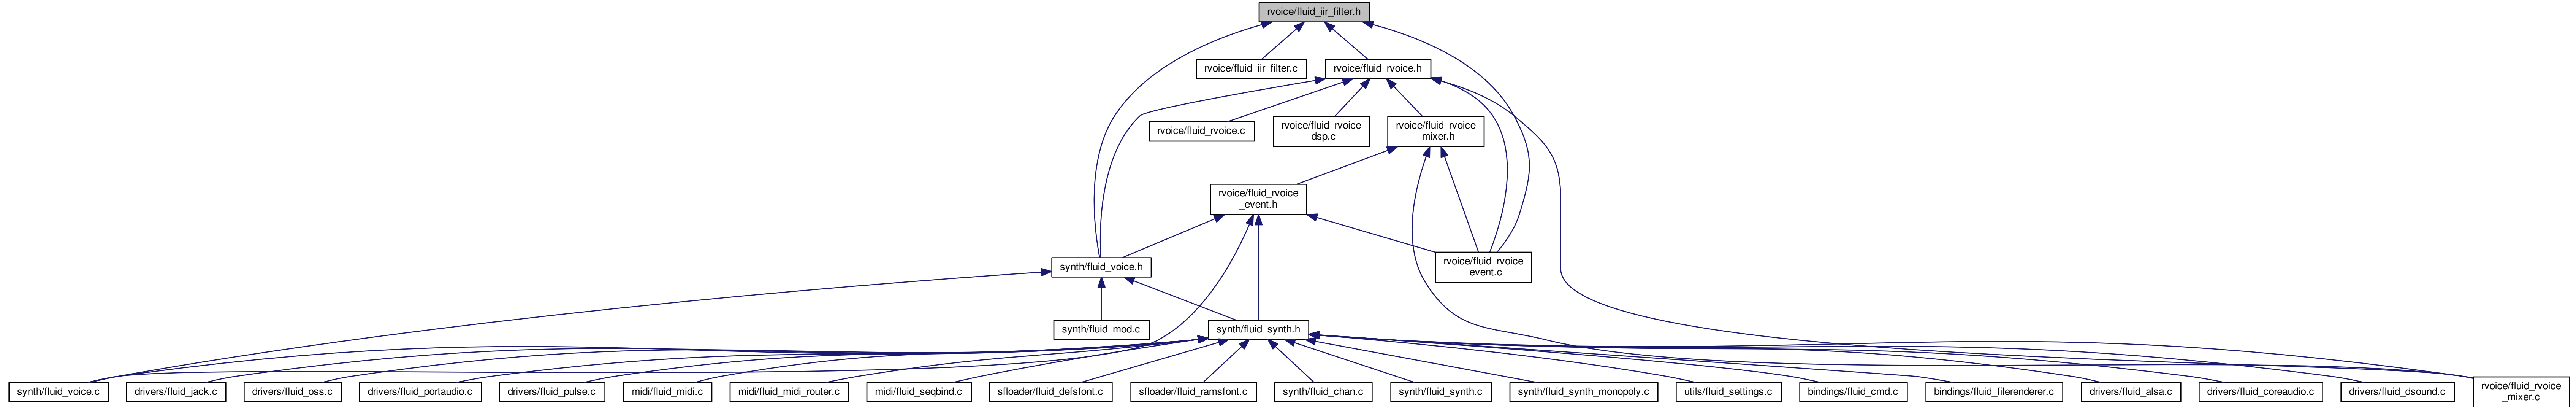 rvoice/fluid_iir_filter.h
rvoice/fluid_iir_filter.c
rvoice/fluid_rvoice.h
rvoice/fluid_rvoice.c
rvoice/fluid_rvoice
_dsp.c
rvoice/fluid_rvoice
_mixer.h
rvoice/fluid_rvoice
_event.h
synth/fluid_voice.h
rvoice/fluid_rvoice
_event.c
synth/fluid_mod.c
synth/fluid_synth.h
synth/fluid_voice.c
drivers/fluid_jack.c
drivers/fluid_oss.c
drivers/fluid_portaudio.c
drivers/fluid_pulse.c
midi/fluid_midi.c
midi/fluid_midi_router.c
midi/fluid_seqbind.c
sfloader/fluid_defsfont.c
sfloader/fluid_ramsfont.c
synth/fluid_chan.c
synth/fluid_synth.c
synth/fluid_synth_monopoly.c
utils/fluid_settings.c
bindings/fluid_cmd.c
bindings/fluid_filerenderer.c
drivers/fluid_alsa.c
drivers/fluid_coreaudio.c
drivers/fluid_dsound.c
rvoice/fluid_rvoice
_mixer.c